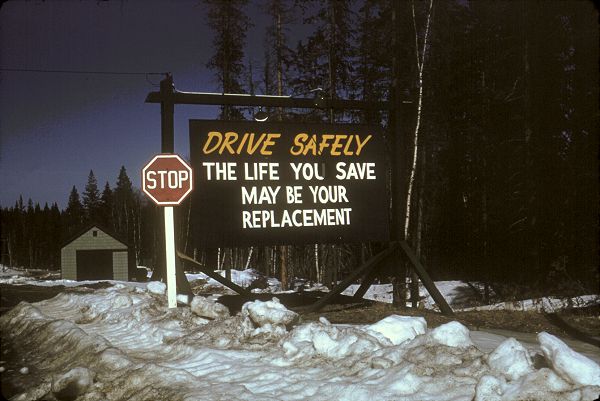 DRIVE SAFELY
THE LIFE YOU SAVE
MAY BE YOUR
REPLACEMENT
STOP